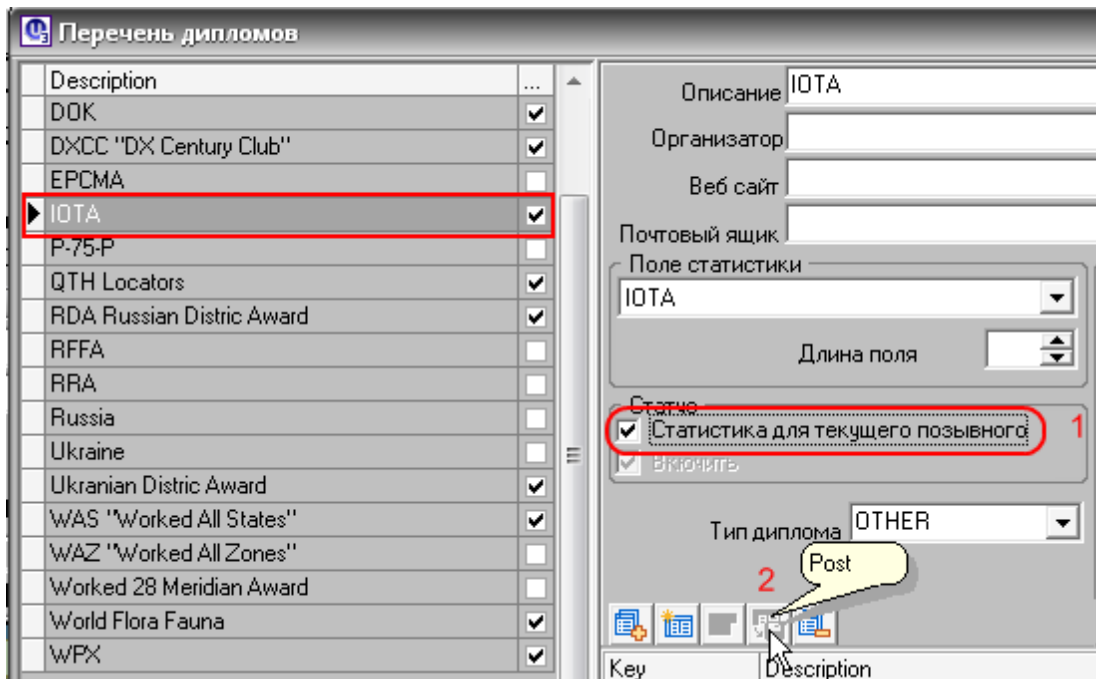 Перечень дипломов
Description ...
DOK
DXCC "DX Century Club"
EPCMA
IOTA
P-75-P
QTH Locators
RDA Russian Distric Award
RFFA
RRA
Russia
Ukraine
Ukranian Distric Award
WAS "Worked All States"
WAZ "Worked All Zones"
Worked 28 Meridian Award
World Flora Fauna
WPX
Описание IOTA
Организатор
Веб сайт
Почтовый ящик
Поле статистики
IOTA
Длина поля
Статус
Статистика для текущего позывного 1
Включить
Тип диплома OTHER
Post
2
Key Description